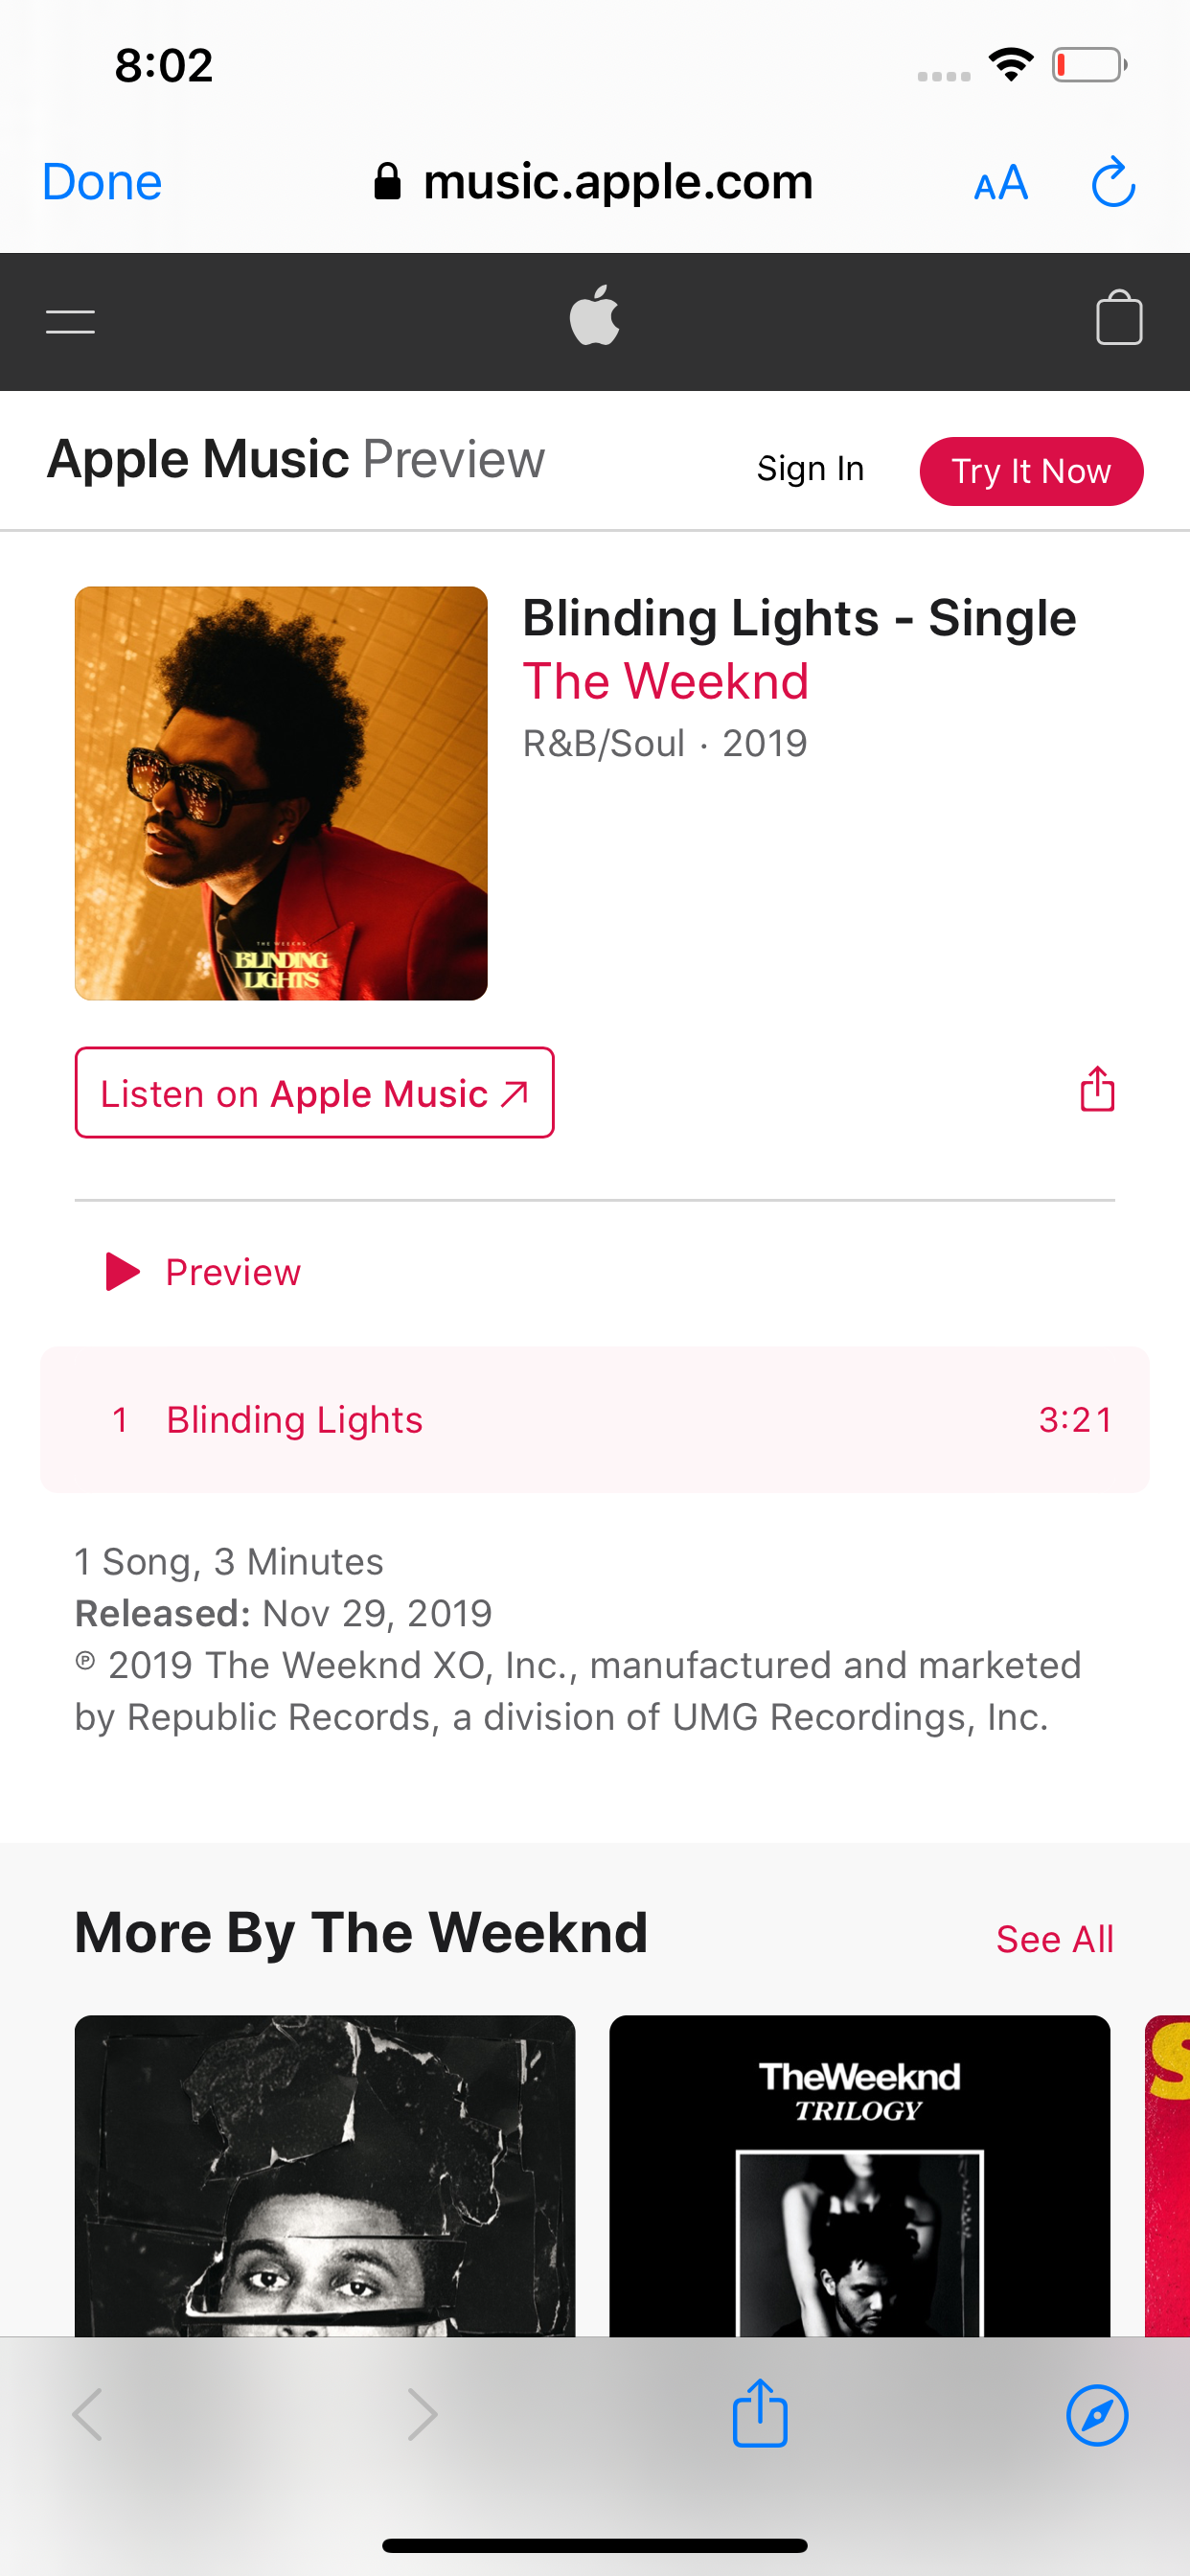 8:02
Done
music.apple.com
AA
Apple Music Preview
Sign In
Try It Now
Blinding Lights - Single
The Weeknd
R&B/Soul · 2019
THE WEEKND
BLINDING
LIGHTS
Listen on Apple Music
Preview
1 Blinding Lights 3:21
1 Song, 3 Minutes
Released: Nov 29, 2019
℗ 2019 The Weeknd XO, Inc., manufactured and marketed
by Republic Records, a division of UMG Recordings, Inc.
More By The Weeknd
See All
TheWeeknd
TRILOGY
S